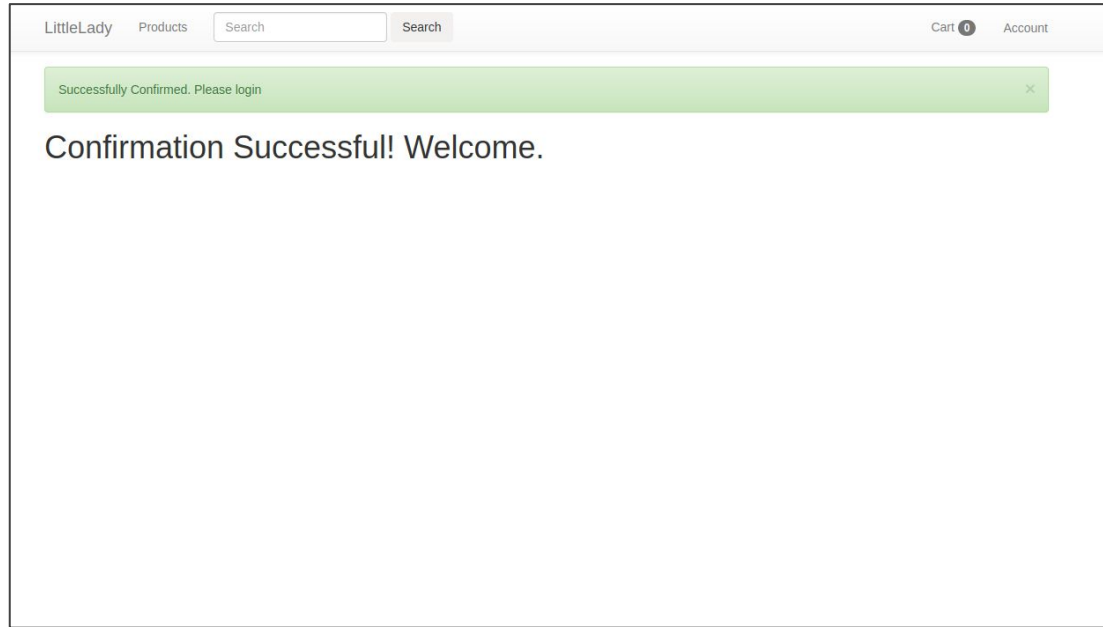 LittleLady Products Search Search Cart 0 Account
Successfully Confirmed. Please login ×
Confirmation Successful! Welcome.